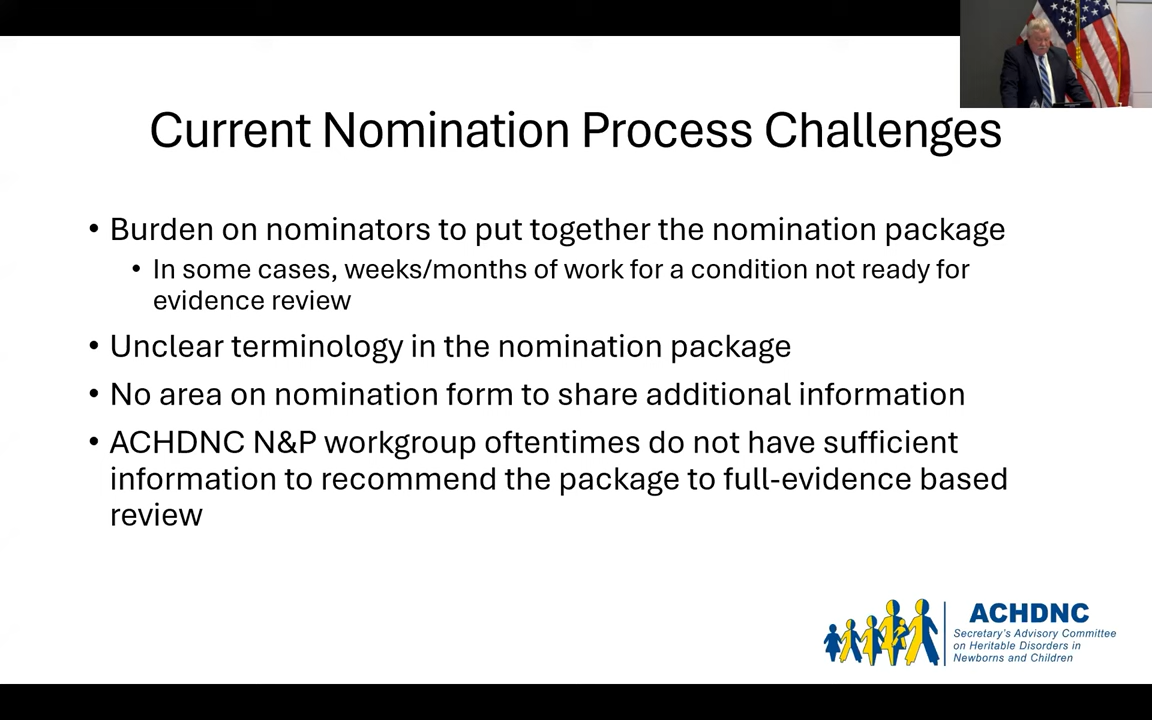 Current Nomination Process Challenges
• Burden on nominators to put together the nomination package
• In some cases, weeks/months of work for a condition not ready for
evidence review
• Unclear terminology in the nomination package
• No area on nomination form to share additional information
• ACHDNC N&P workgroup oftentimes do not have sufficient
information to recommend the package to full-evidence based
review
ACHDNC
Secretary's Advisory Committee
on Heritable Disorders in
Newborns and Children